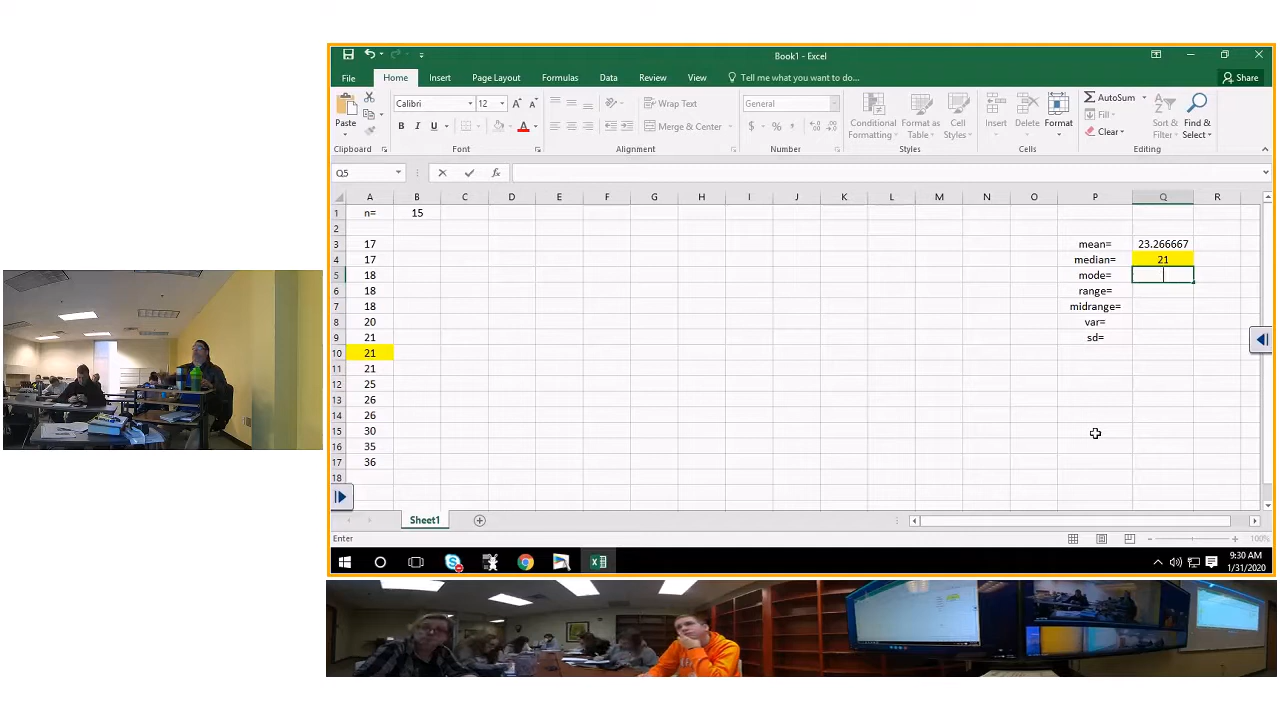 Book1 - Excel
File Home Insert Page Layout Formulas Data Review View Tell me what you want to do... Share
Paste
Calibri 12
B I U A
Wrap Text
Merge & Center
General
$ % ,
Conditional Formatting
Format as Table
Cell Styles
Insert Delete Format
AutoSum
Fill
Clear
Sort & Filter
Find & Select
Clipboard Font Alignment Number Styles Cells Editing
Q5 fx
A B C D E F G H I J K L M N O P Q R
1 n= 15
2
3 17 mean= 23.266667
4 17 median= 21
5 18 mode=
6 18 range=
7 18 midrange=
8 20 var=
9 21 sd=
10 21
11 21
12 25
13 26
14 26
15 30
16 35
17 36
18
Sheet1
Enter 100%
9:30 AM
1/31/2020